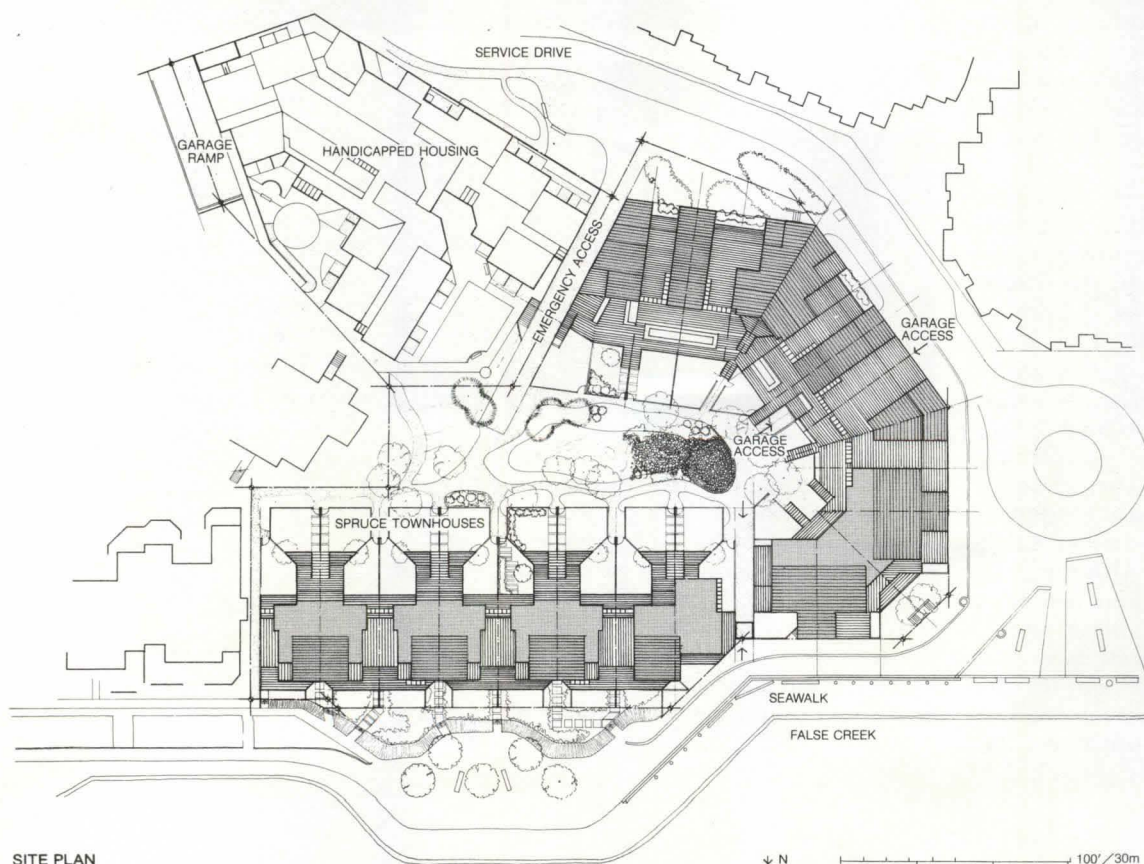 SERVICE DRIVE
GARAGE
RAMP
HANDICAPPED HOUSING
EMERGENCY ACCESS
GARAGE
ACCESS
GARAGE
ACCESS
SPRUCE TOWNHOUSES
SEAWALK
FALSE CREEK
SITE PLAN
↓ N
100'/30m